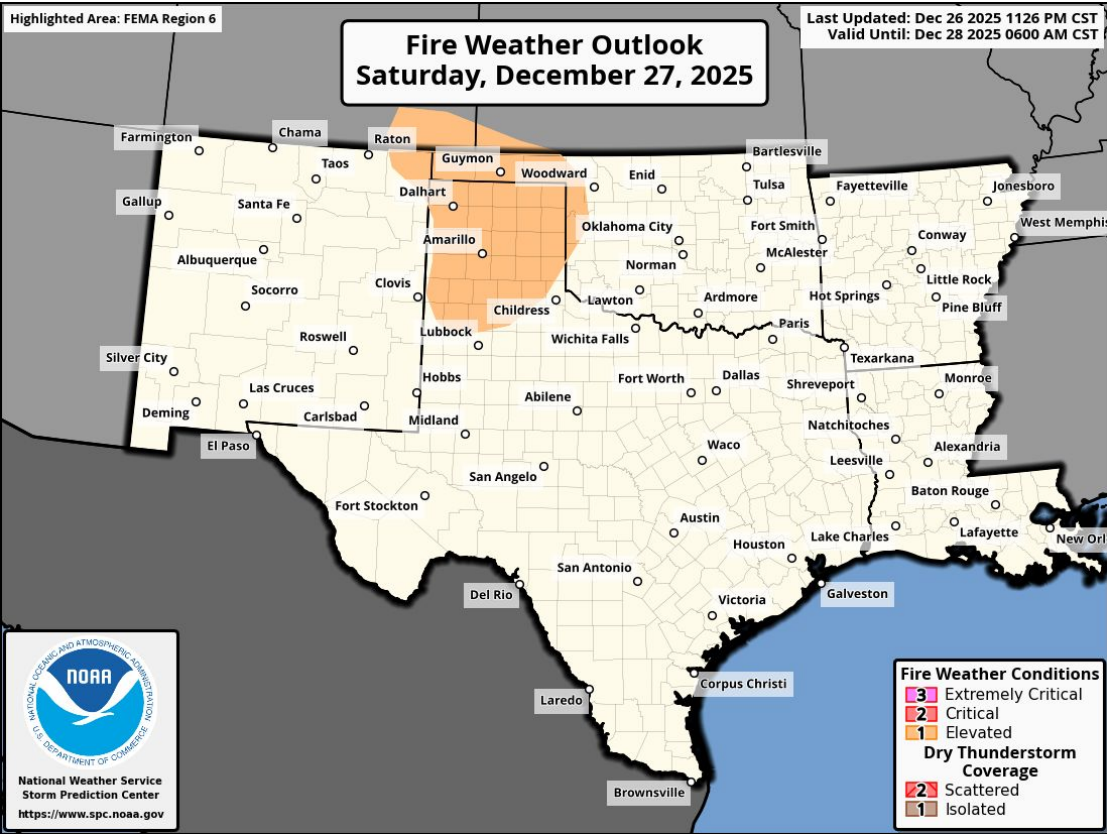 Highlighted Area: FEMA Region 6
Fire Weather Outlook
Saturday, December 27, 2025
Last Updated: Dec 26 2025 1126 PM CST
Valid Until: Dec 28 2025 0600 AM CST
Farmington
Chama
Raton
Taos
Guymon
Woodward
Enid
Bartlesville
Tulsa
Fayetteville
Jonesboro
Gallup
Santa Fe
Dalhart
Albuquerque
Amarillo
Oklahoma City
Fort Smith
Conway
West Memphis
Norman
McAlester
Little Rock
Socorro
Clovis
Childress
Lawton
Ardmore
Hot Springs
Pine Bluff
Roswell
Lubbock
Wichita Falls
Paris
Texarkana
Silver City
Las Cruces
Hobbs
Abilene
Fort Worth
Dallas
Shreveport
Monroe
Deming
Carlsbad
Midland
Natchitoches
El Paso
San Angelo
Waco
Leesville
Alexandria
Fort Stockton
Austin
Baton Rouge
Houston
Lake Charles
Lafayette
New Orl
San Antonio
Del Rio
Victoria
Galveston
Laredo
Corpus Christi
Brownsville
NATIONAL OCEANIC AND ATMOSPHERIC ADMINISTRATION
NOAA
U.S. DEPARTMENT OF COMMERCE
National Weather Service
Storm Prediction Center
https://www.spc.noaa.gov
Fire Weather Conditions
3 Extremely Critical
2 Critical
1 Elevated
Dry Thunderstorm
Coverage
2 Scattered
1 Isolated